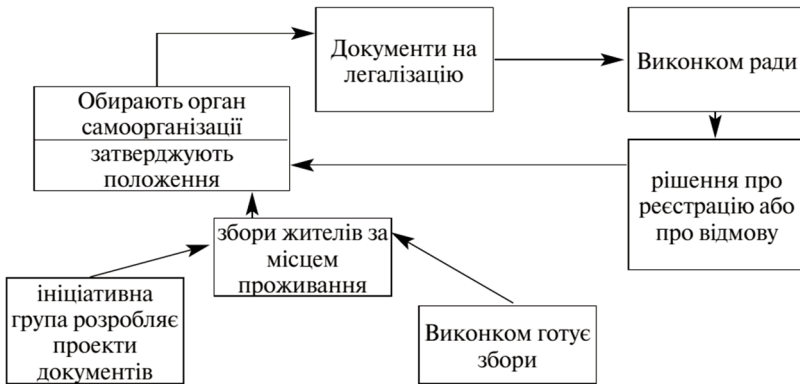 Документи на
легалізацію
Виконком ради
Обирають орган
самоорганізації
затверджують
положення
рішення про
реєстрацію або
про відмову
збори жителів за
місцем
проживання
ініціативна
група розробляє
проекти
документів
Виконком готує
збори